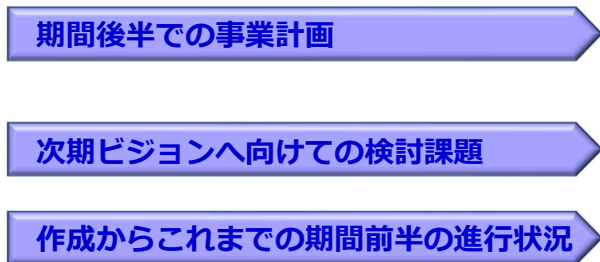 期間後半での事業計画
次期ビジョンへ向けての検討課題
作成からこれまでの期間前半の進行状況